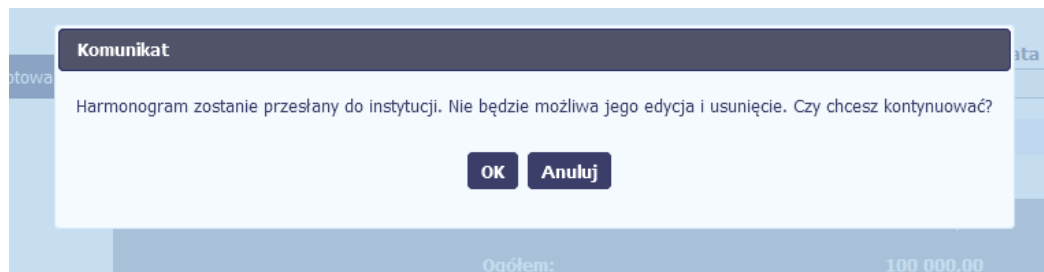 Komunikat
Harmonogram zostanie przesłany do instytucji. Nie będzie możliwa jego edycja i usunięcie. Czy chcesz kontynuować?
OK Anuluj
Ogółem: 100 000,00